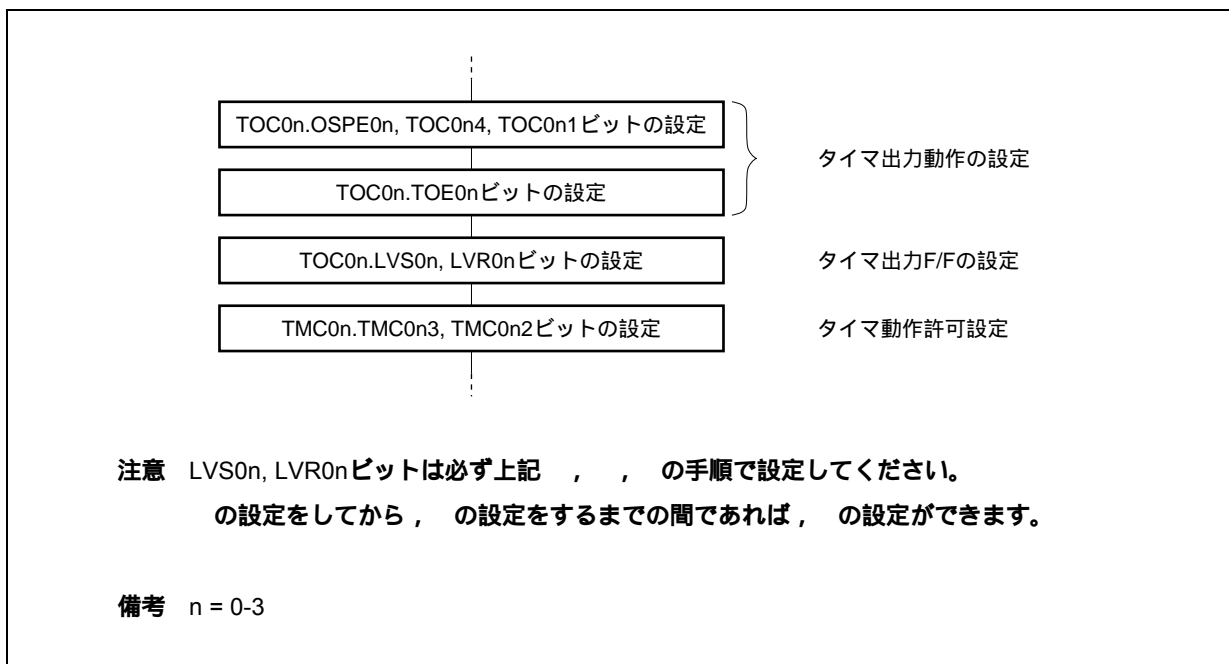 TOC0n.OSPE0n, TOC0n4, TOC0n1ビットの設定
タイマ出力動作の設定
TOC0n.TOE0nビットの設定
TOC0n.LVS0n, LVR0nビットの設定
タイマ出力F/Fの設定
TMC0n.TMC0n3, TMC0n2ビットの設定
タイマ動作許可設定
注意 LVS0n, LVR0nビットは必ず上記 , , の手順で設定してください。
の設定をしてから , の設定をするまでの間であれば , の設定ができます。
備考 n = 0-3